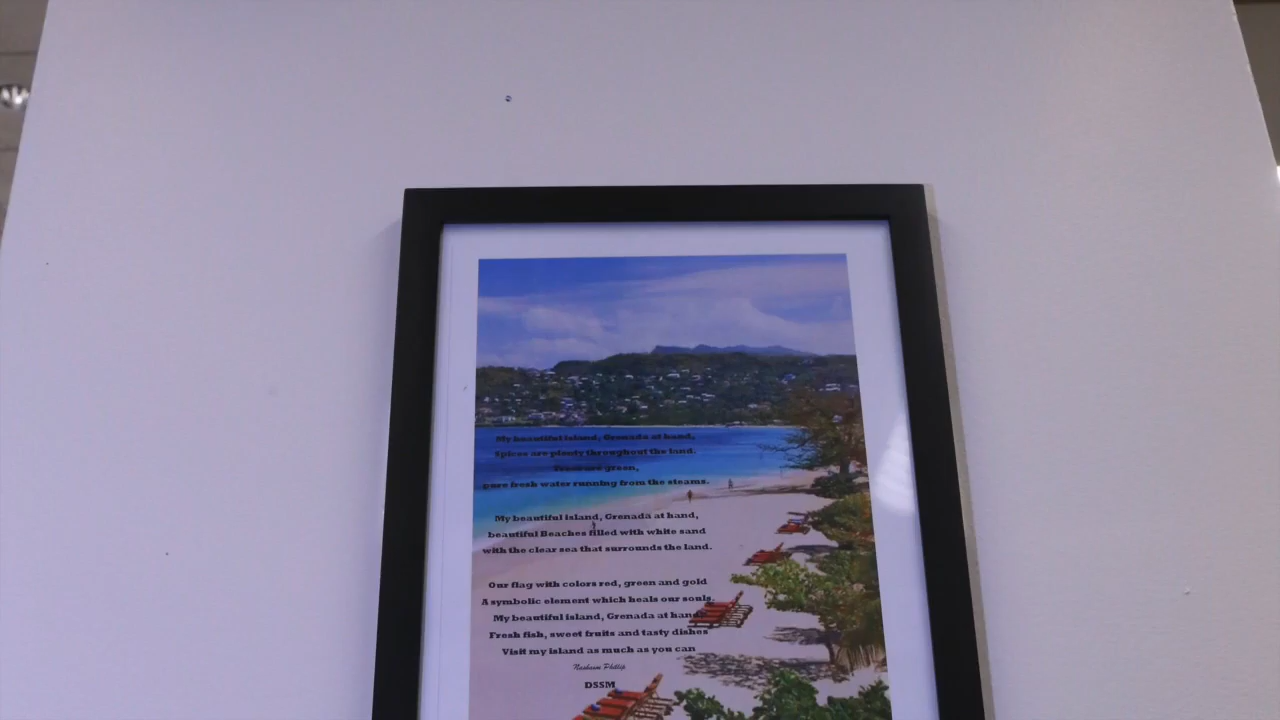 My beautiful island, Grenada at hand,
Spices are plenty throughout the land.
Trees are green,
pure fresh water running from the steams.
My beautiful island, Grenada at hand,
beautiful Beaches filled with white sand
with the clear sea that surrounds the land.
Our flag with colors red, green and gold
A symbolic element which heals our souls.
My beautiful island, Grenada at hand
Fresh fish, sweet fruits and tasty dishes
Visit my island as much as you can
Phillip
DSSM